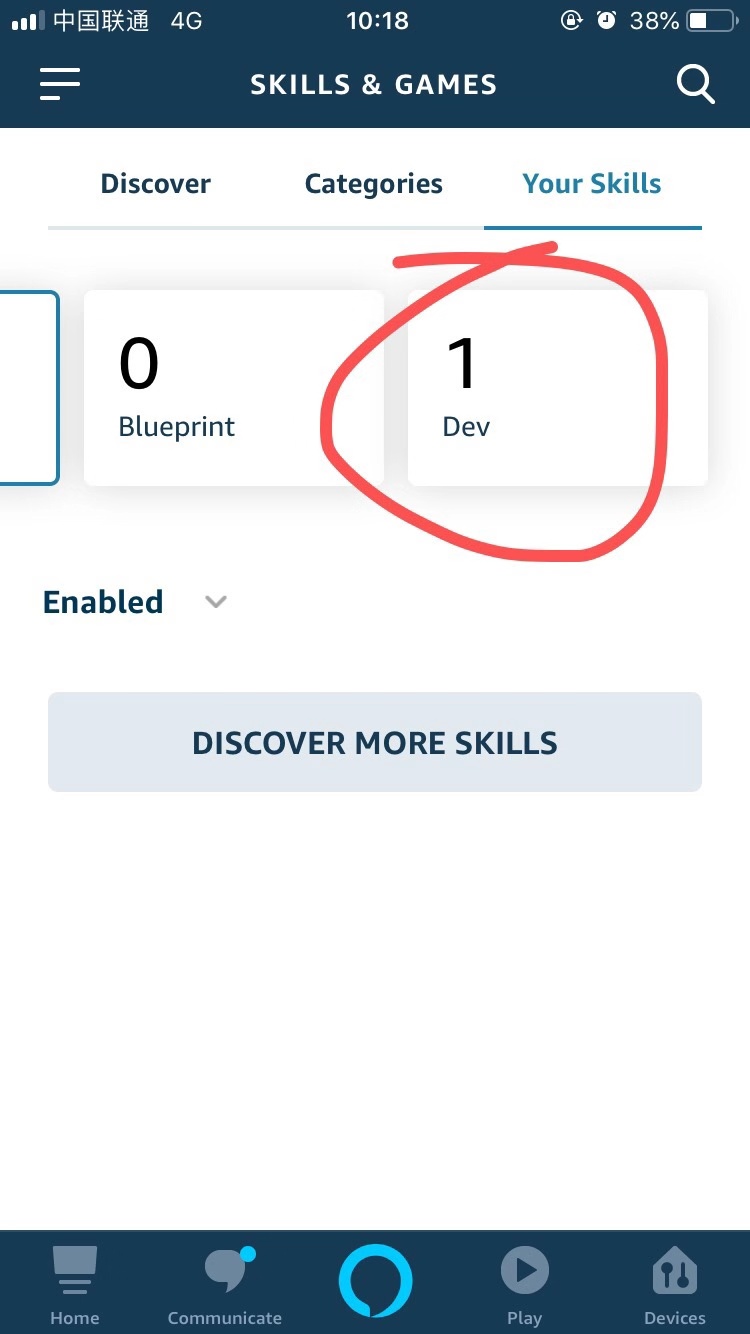 中国联通 4G 10:18 38%
SKILLS & GAMES
Discover Categories Your Skills
0 1
Blueprint Dev
Enabled
DISCOVER MORE SKILLS
Home Communicate Play Devices